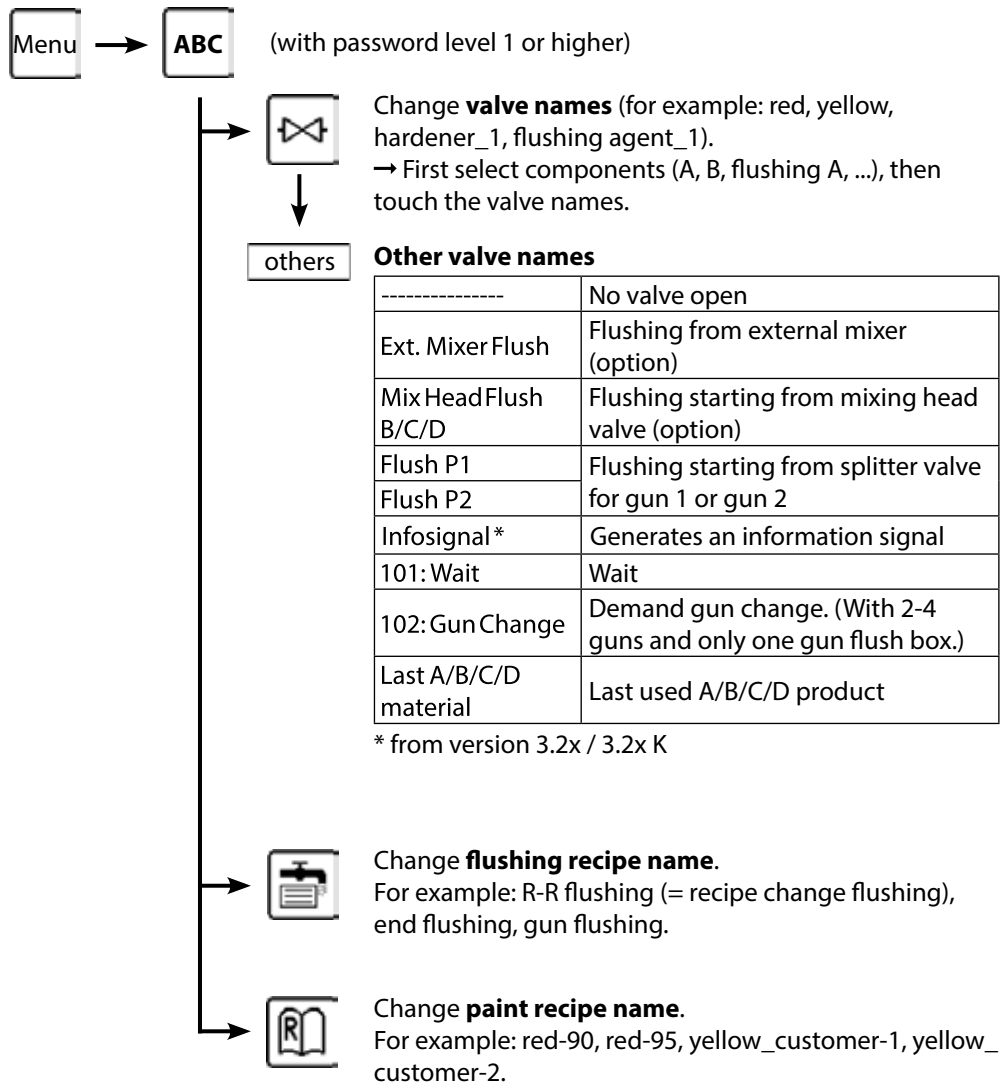 Menu → ABC (with password level 1 or higher)
Change valve names (for example: red, yellow,
hardener_1, flushing agent_1).
→ First select components (A, B, flushing A, ...), then
touch the valve names.
others
Other valve names
--------------- No valve open
Ext. Mixer Flush Flushing from external mixer
(option)
Mix Head Flush
B/C/D Flushing starting from mixing head
valve (option)
Flush P1
Flush P2
Flushing starting from splitter valve
for gun 1 or gun 2
Infosignal * Generates an information signal
101: Wait Wait
102: Gun Change Demand gun change. (With 2-4
guns and only one gun flush box.)
Last A/B/C/D
material
Last used A/B/C/D product
* from version 3.2x / 3.2x K
Change flushing recipe name.
For example: R-R flushing (= recipe change flushing),
end flushing, gun flushing.
R
Change paint recipe name.
For example: red-90, red-95, yellow_customer-1, yellow_
customer-2.